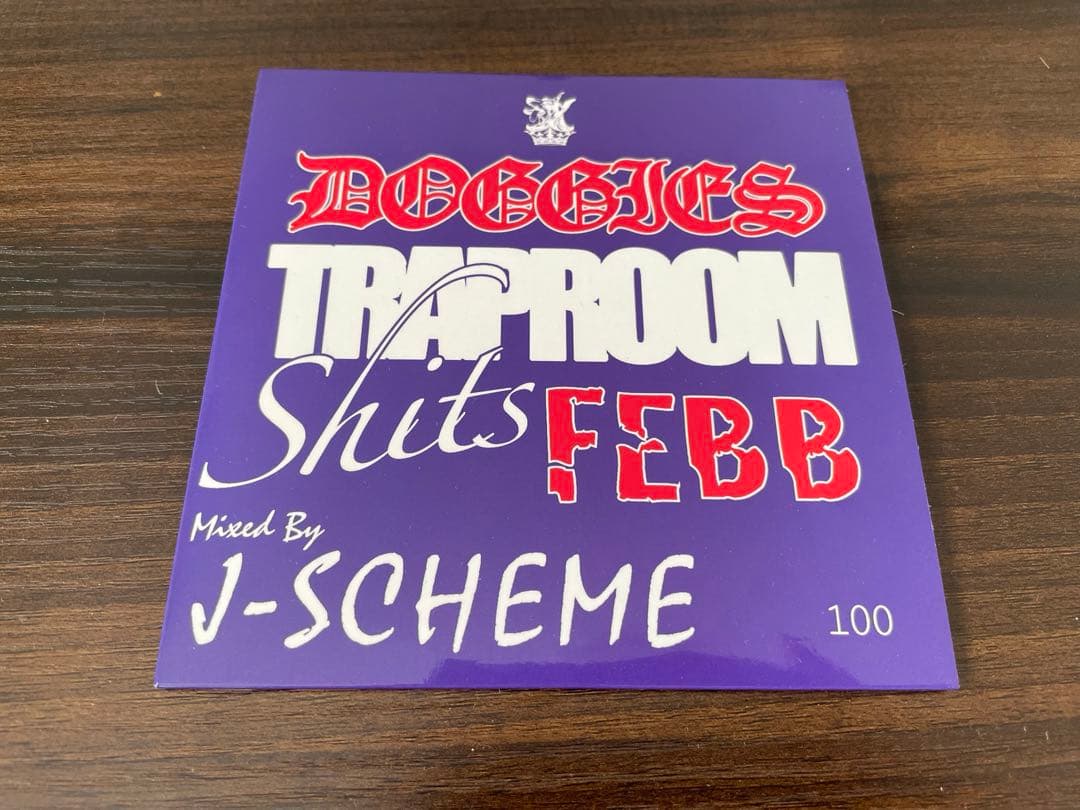 DOGGIES
TRAPROOM
Shits FEBB
Mixed By
J-SCHEME
100